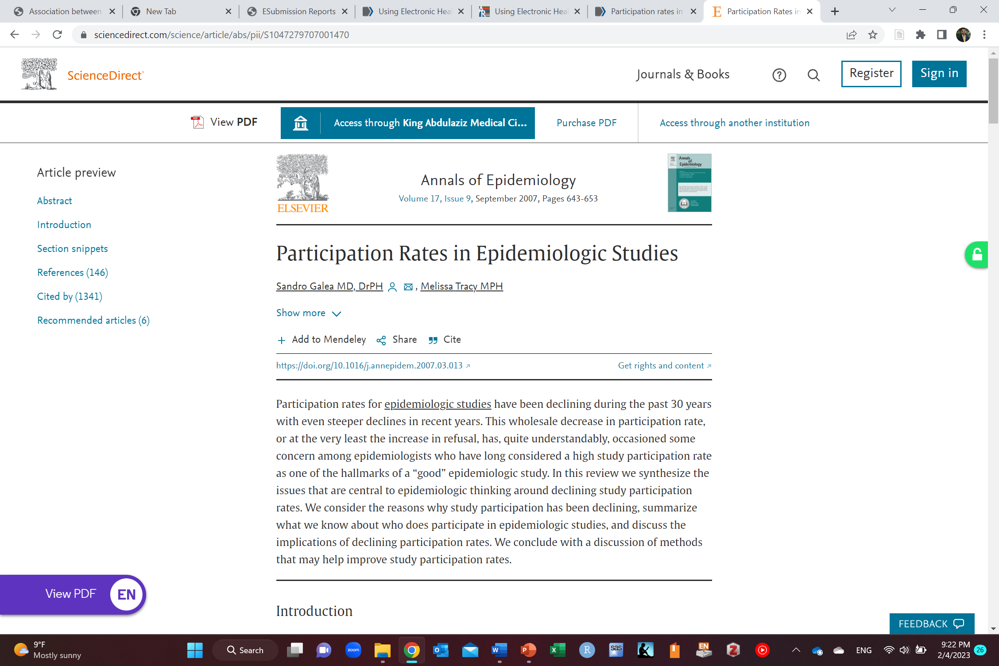 Association between
New Tab
ESubmission Reports
Using Electronic Heal
Using Electronic Heal
Participation rates in
Participation Rates in
sciencedirect.com/science/article/abs/pii/S1047279707001470
ScienceDirect
Journals & Books
Register
Sign in
View PDF
Access through King Abdulaziz Medical Ci...
Purchase PDF
Access through another institution
Article preview
Abstract
Introduction
Section snippets
References (146)
Cited by (1341)
Recommended articles (6)
ELSEVIER
Annals of Epidemiology
Volume 17, Issue 9, September 2007, Pages 643-653
Annals
of
Epidemiology
Participation Rates in Epidemiologic Studies
Sandro Galea MD, DrPH , Melissa Tracy MPH
Show more
Add to Mendeley
Share
Cite
https://doi.org/10.1016/j.annepidem.2007.03.013
Get rights and content
Participation rates for epidemiologic studies have been declining during the past 30 years
with even steeper declines in recent years. This wholesale decrease in participation rate,
or at the very least the increase in refusal, has, quite understandably, occasioned some
concern among epidemiologists who have long considered a high study participation rate
as one of the hallmarks of a “good” epidemiologic study. In this review we synthesize the
issues that are central to epidemiologic thinking around declining study participation
rates. We consider the reasons why study participation has been declining, summarize
what we know about who does participate in epidemiologic studies, and discuss the
implications of declining participation rates. We conclude with a discussion of methods
that may help improve study participation rates.
Introduction
View PDF
EN
FEEDBACK
9°F
Mostly sunny
Search
zoom
sas
EN
ENG
9:22 PM
2/4/2023
26